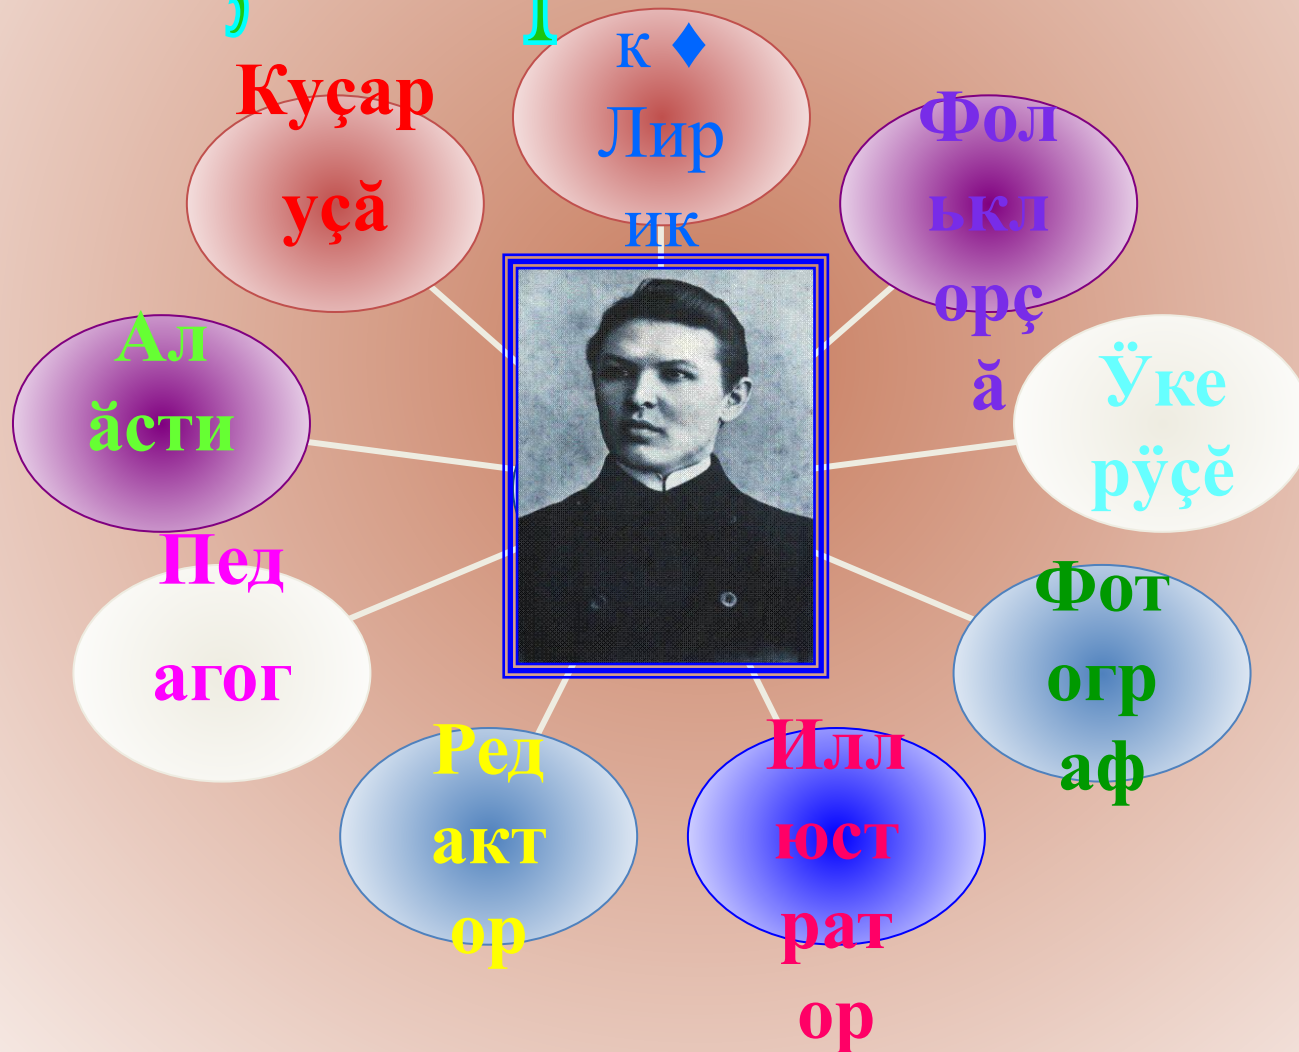 к ♦
Лир
ик
Куçар
уçă
Фол
ькл
орç
ă
Ал
ăсти
Ӳке
рӳçĕ
Пед
агог
Фот
огр
аф
Ред
акт
ор
Илл
юст
рат
ор